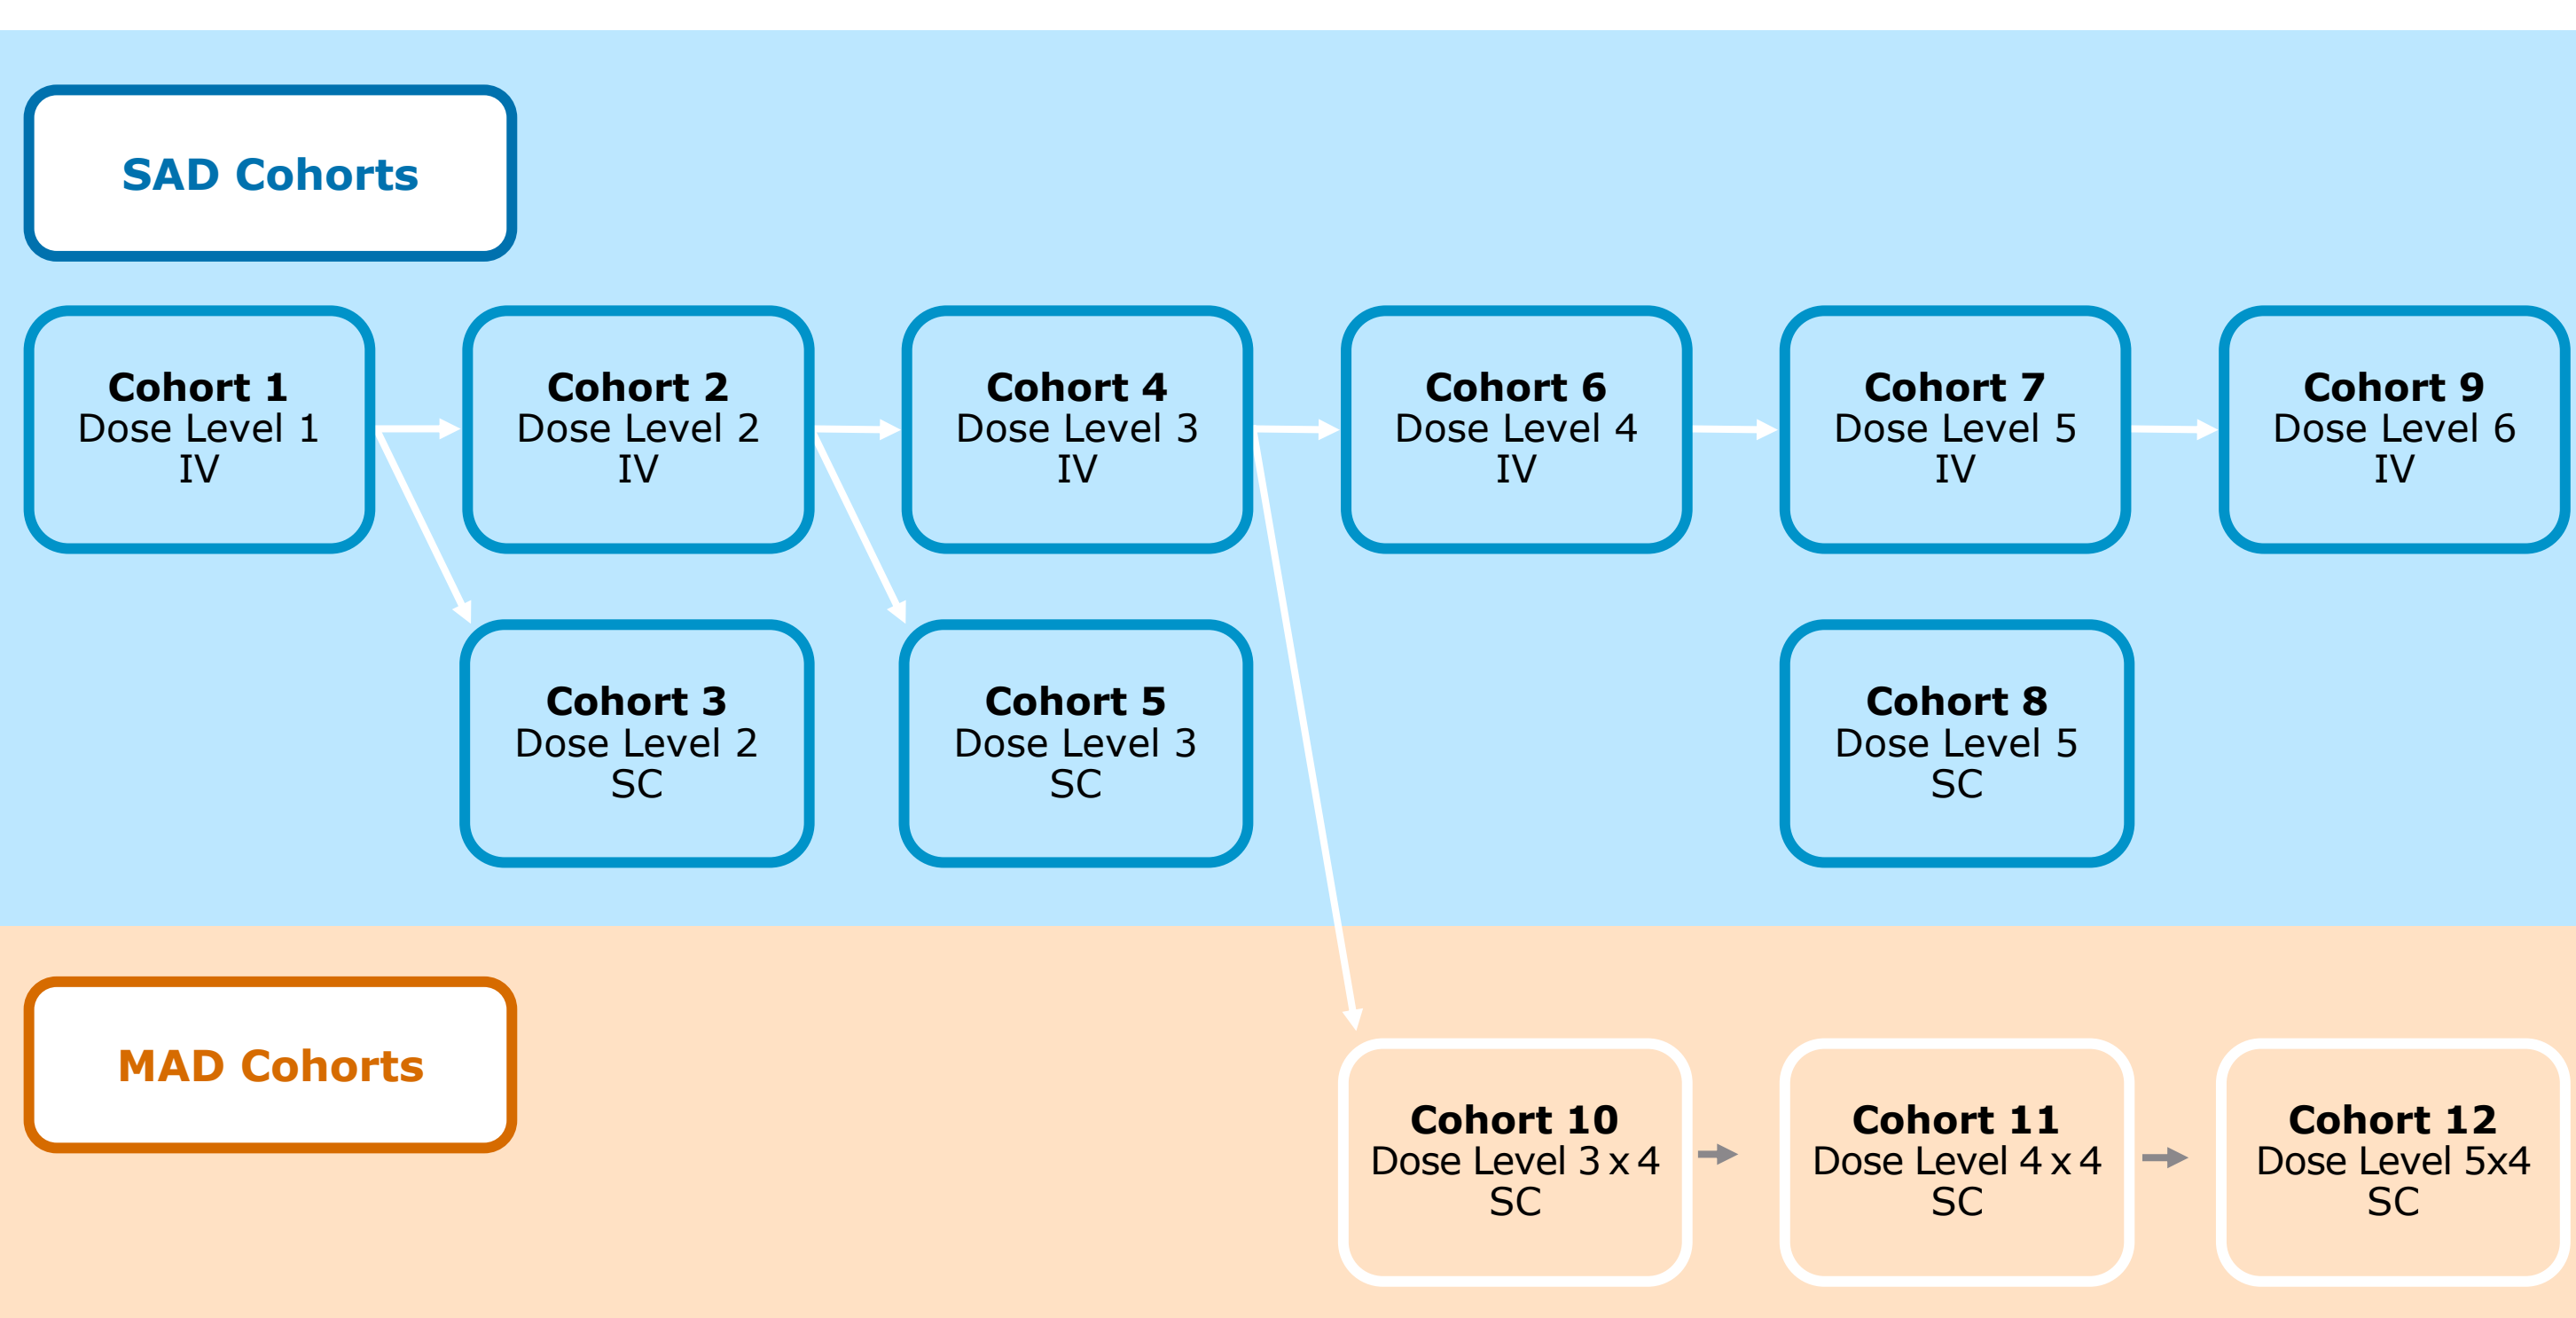 SAD Cohorts
Cohort 1
Dose Level 1
IV
Cohort 2
Dose Level 2
IV
Cohort 4
Dose Level 3
IV
Cohort 6
Dose Level 4
IV
Cohort 7
Dose Level 5
IV
Cohort 9
Dose Level 6
IV
Cohort 3
Dose Level 2
SC
Cohort 5
Dose Level 3
SC
Cohort 8
Dose Level 5
SC
MAD Cohorts
Cohort 10
Dose Level 3 x 4
SC
Cohort 11
Dose Level 4 x 4
SC
Cohort 12
Dose Level 5x4
SC